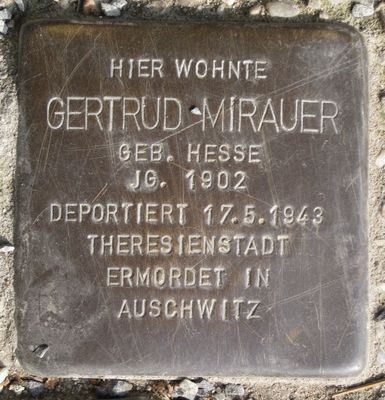 HIER WOHNTE
GERTRUD MIRAUER
GEB. HESSE
JG. 1902
DEPORTIERT 17.5.1943
THERESIENSTADT
ERMORDET IN
AUSCHWITZ